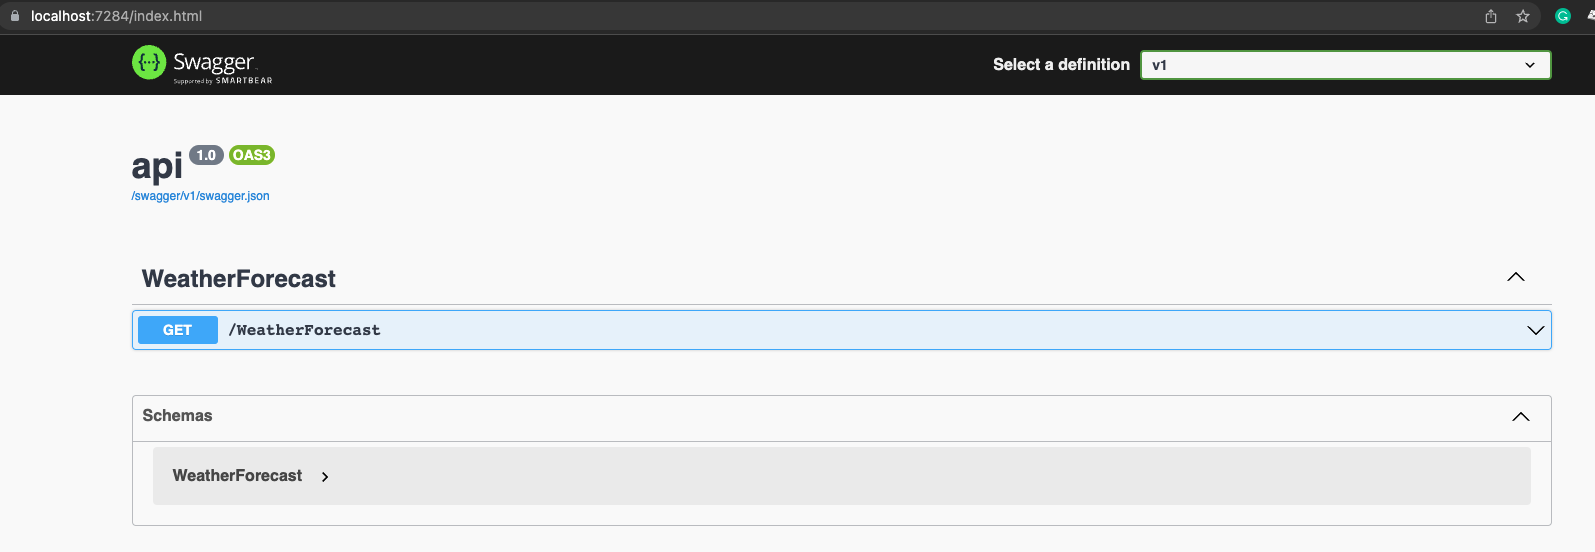 localhost:7284/index.html
Swagger
Supported by SMARTBEAR
Select a definition
v1
api 1.0 OAS3
/swagger/v1/swagger.json
WeatherForecast
GET /WeatherForecast
Schemas
WeatherForecast